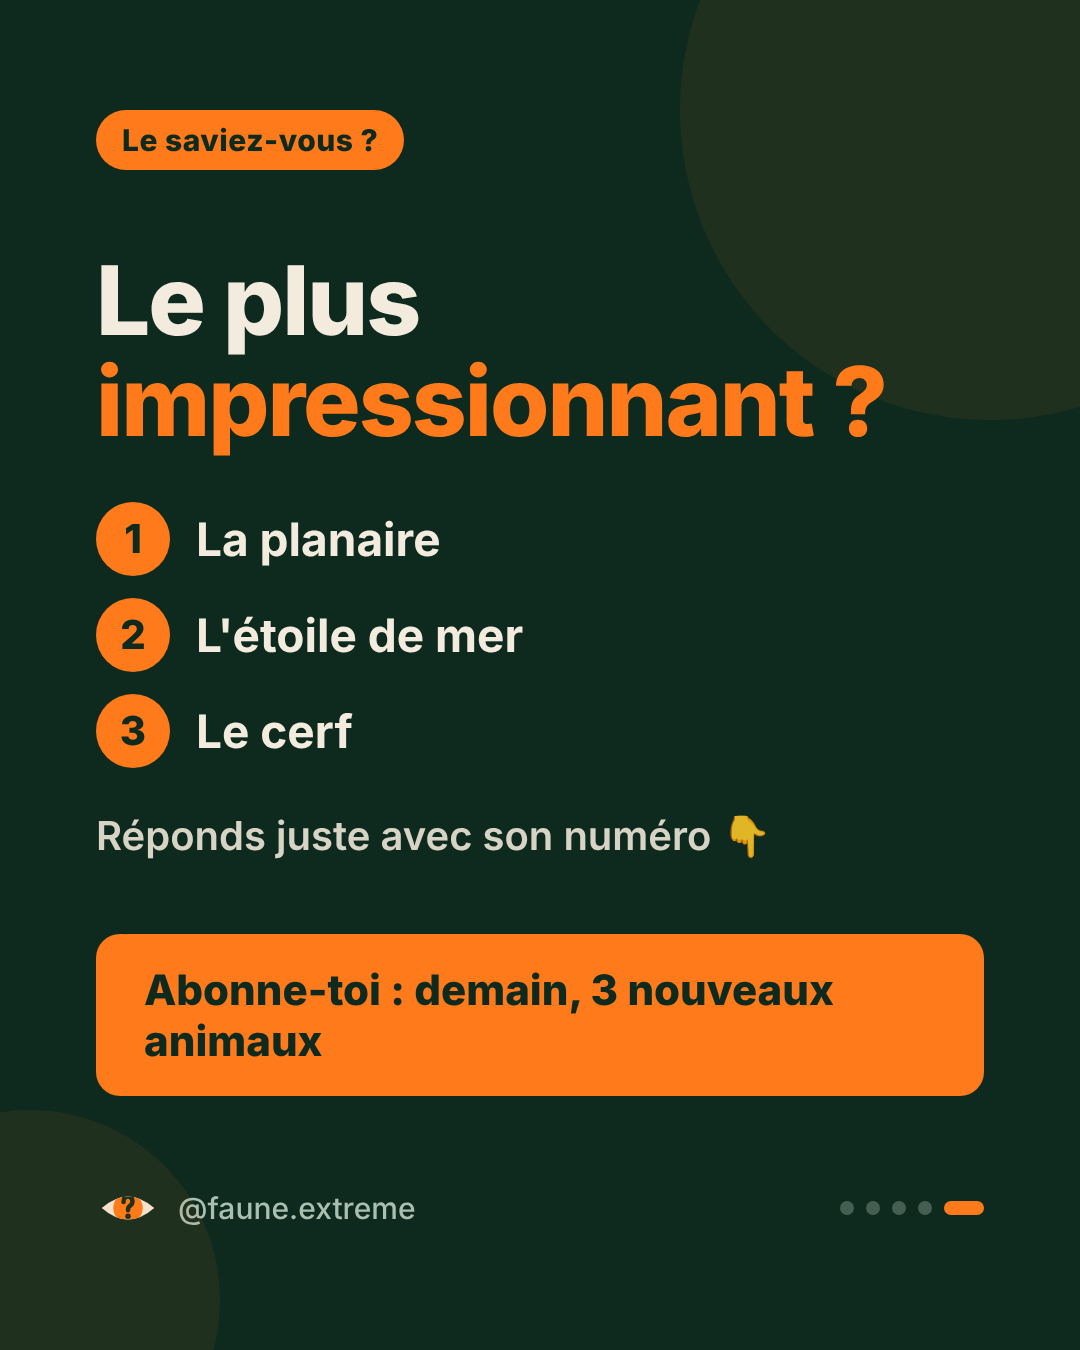 Le saviez-vous ?
Le plus
impressionnant ?
1 La planaire
2 L'étoile de mer
3 Le cerf
Réponds juste avec son numéro 👇
Abonne-toi : demain, 3 nouveaux
animaux
?
@faune.extreme